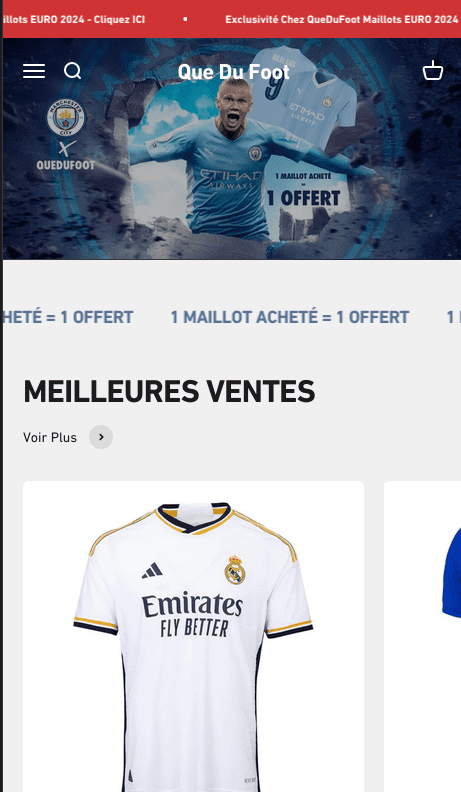 illots EURO 2024 - Cliquez ICI • Exclusivité Chez QueDuFoot Maillots EURO 2024
Que Du Foot
MANCHESTER
CITY
X
QUEDUFOOT
9
ETIHAD
AIRWAYS
1 MAILLOT ACHETÉ
=
1 OFFERT
HETÉ = 1 OFFERT 1 MAILLOT ACHETÉ = 1 OFFERT 1
MEILLEURES VENTES
Voir Plus
Emirates
FLY BETTER